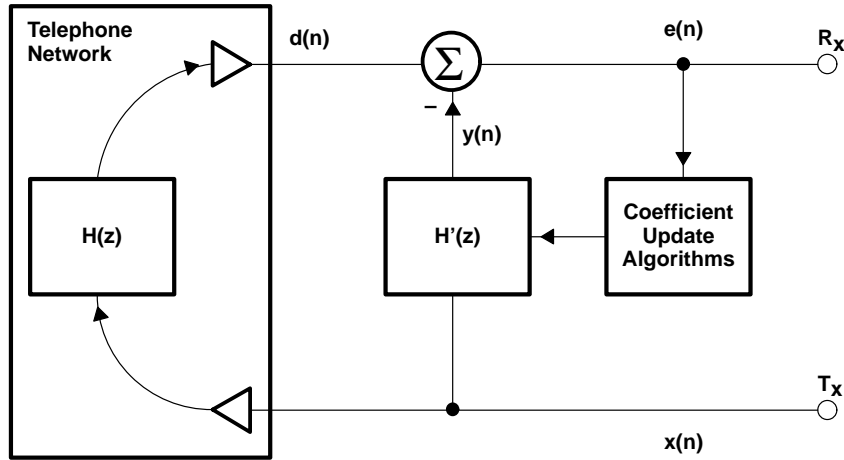 Telephone
Network
d(n)
Σ
e(n)
Rx
–
y(n)
H(z)
H’(z)
Coefficient
Update
Algorithms
Tx
x(n)